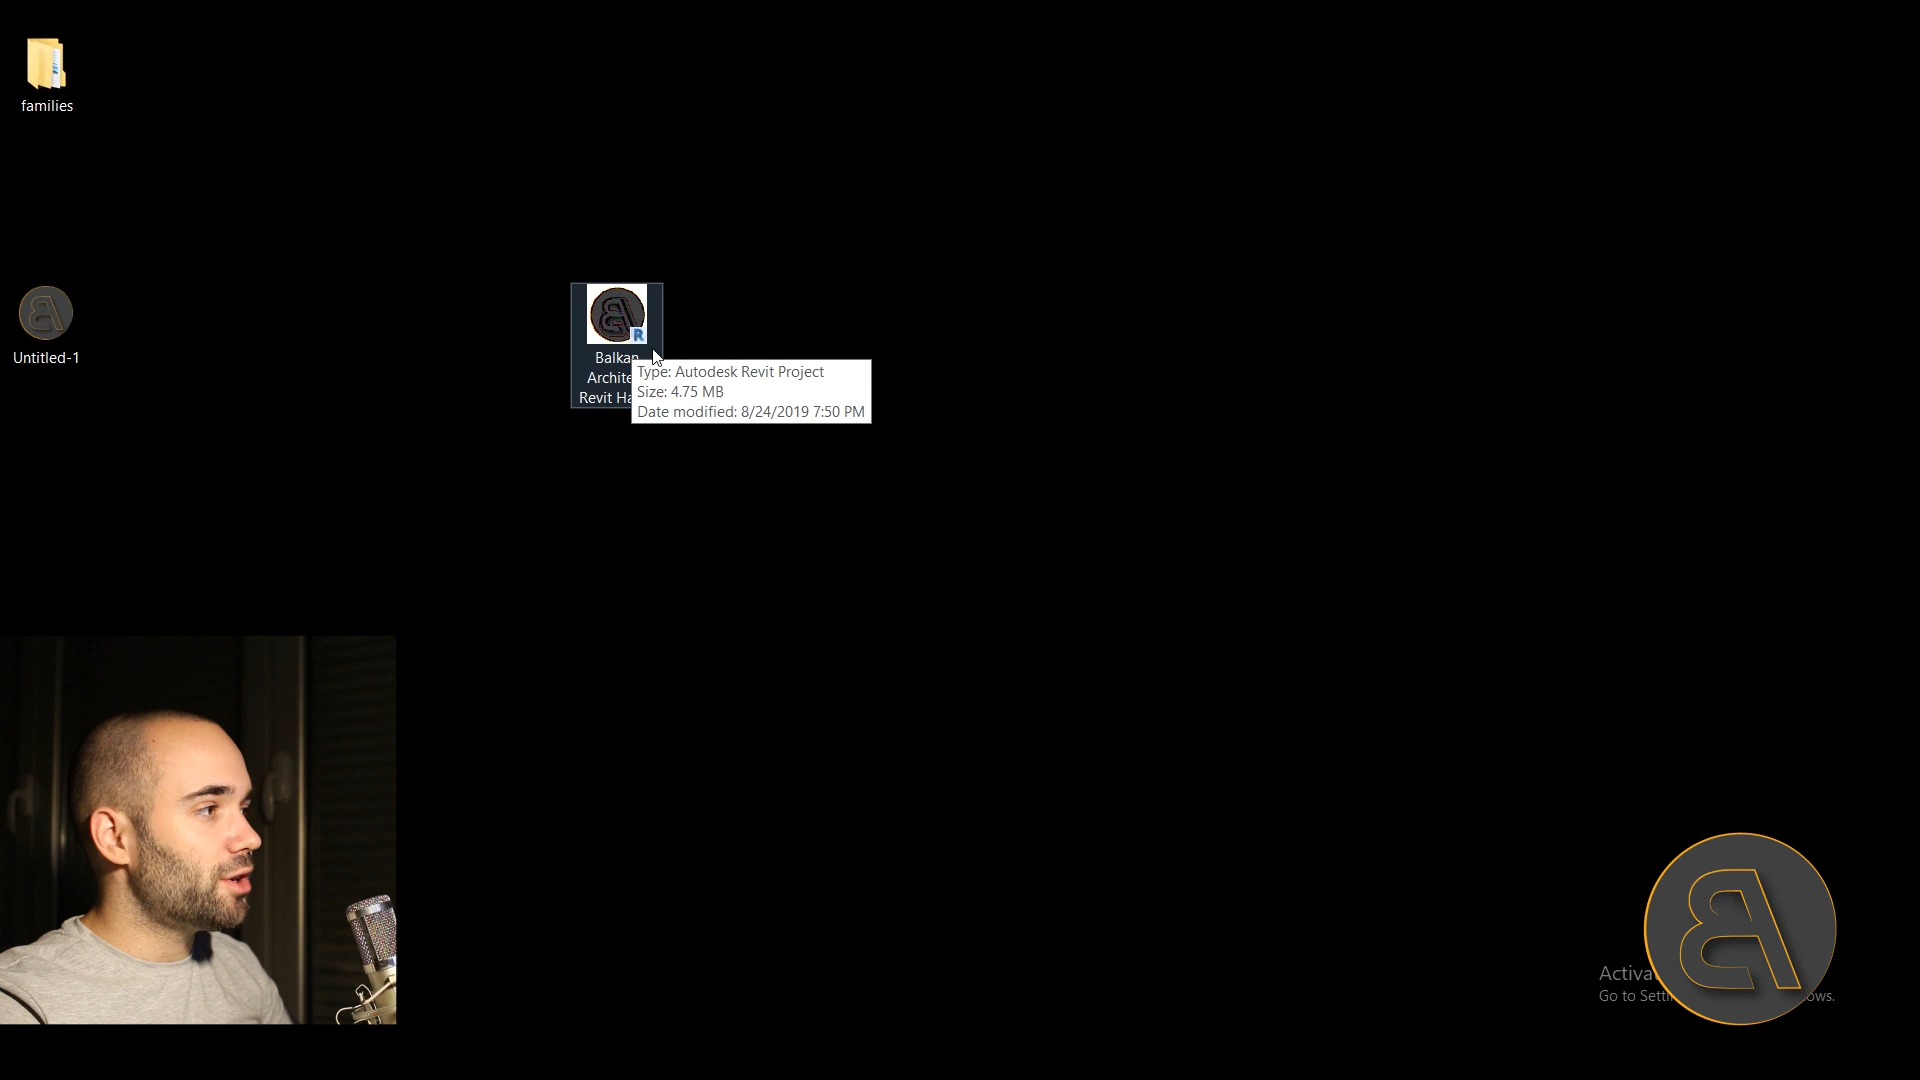 families
Untitled-1
R
Balkan
Archite
Revit Ha
Type: Autodesk Revit Project
Size: 4.75 MB
Date modified: 8/24/2019 7:50 PM
Activa
Go to Setti
ows.